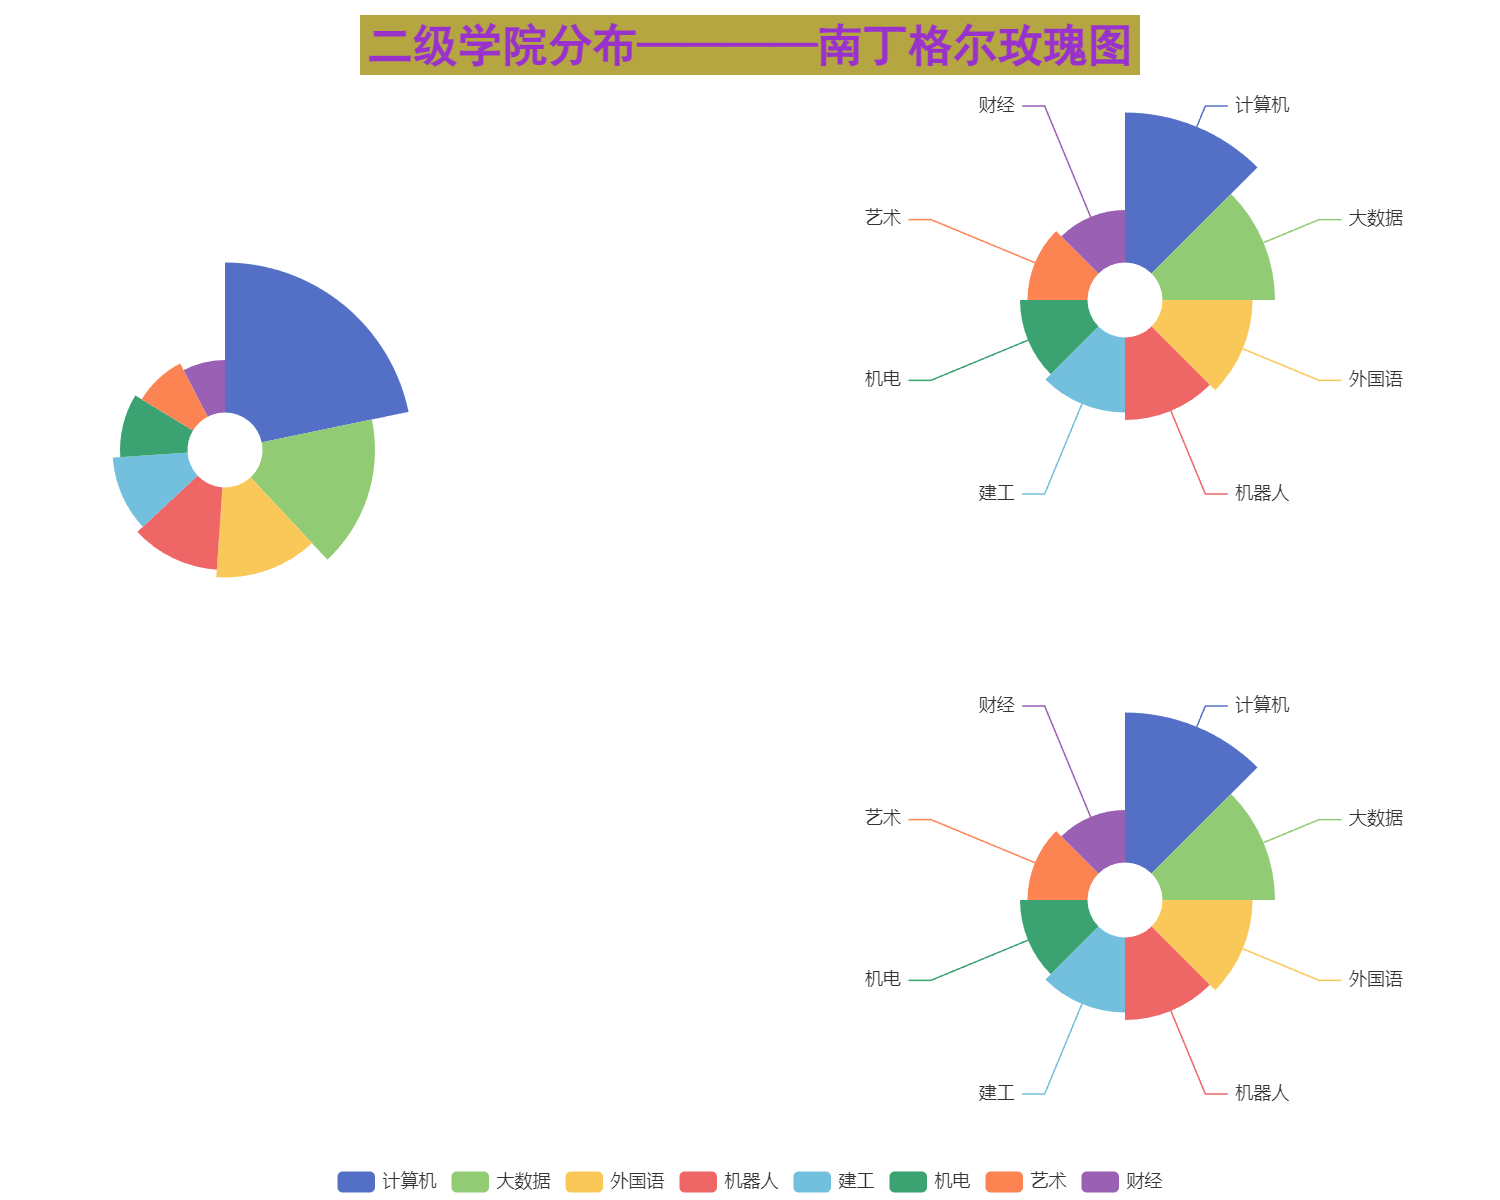 二级学院分布————南丁格尔玫瑰图
财经
计算机
艺术
大数据
机电
外国语
建工
机器人
财经
计算机
艺术
大数据
机电
外国语
建工
机器人
计算机 大数据 外国语 机器人 建工 机电 艺术 财经